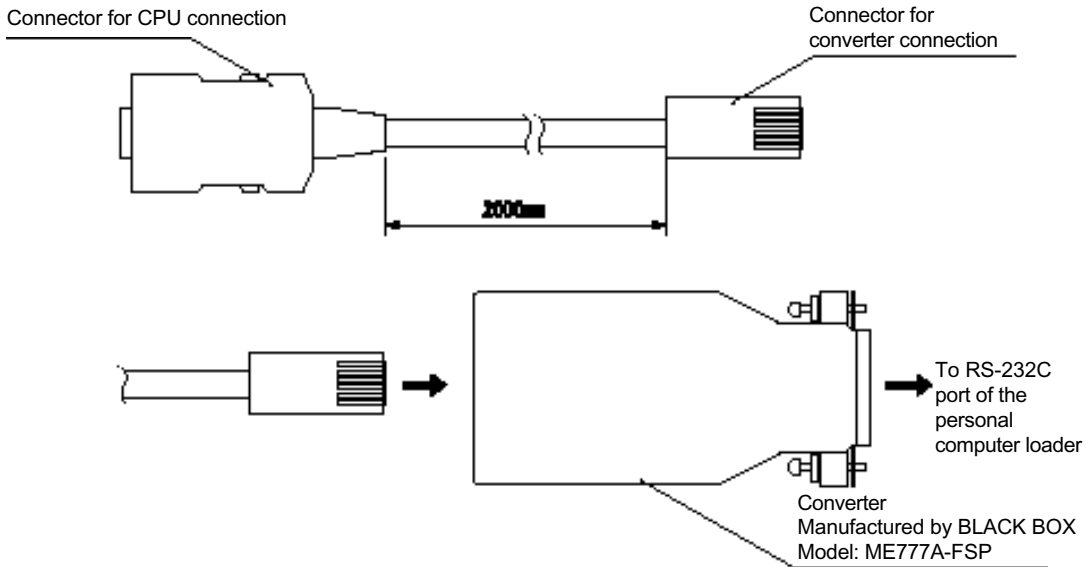 Connector for CPU connection
Connector for
converter connection
2000mm
To RS-232C
port of the
personal
computer loader
Converter
Manufactured by BLACK BOX
Model: ME777A-FSP